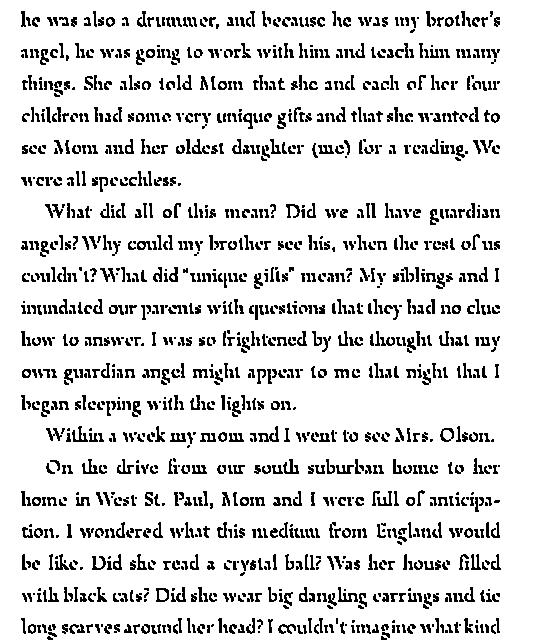 he was also a drummer, and because he was my brother's
angel, he was going to work with him and teach him many
things. She also told Mom that she and each of her four
children had some very unique gifts and that she wanted to
see Mom and her oldest daughter (me) for a reading. We
were all speechless.
What did all of this mean? Did we all have guardian
angels? Why could my brother see his, when the rest of us
couldn't? What did "unique gifts" mean? My siblings and I
inundated our parents with questions that they had no clue
how to answer. I was so frightened by the thought that my
own guardian angel might appear to me that night that I
began sleeping with the lights on.
Within a week my mom and I went to see Mrs. Olson.
On the drive from our south suburban home to her
home in West St. Paul, Mom and I were full of anticipa-
tion. I wondered what this medium from England would
be like. Did she read a crystal ball? Was her house filled
with black cats? Did she wear big dangling earrings and tie
long scarves around her head? I couldn't imagine what kind